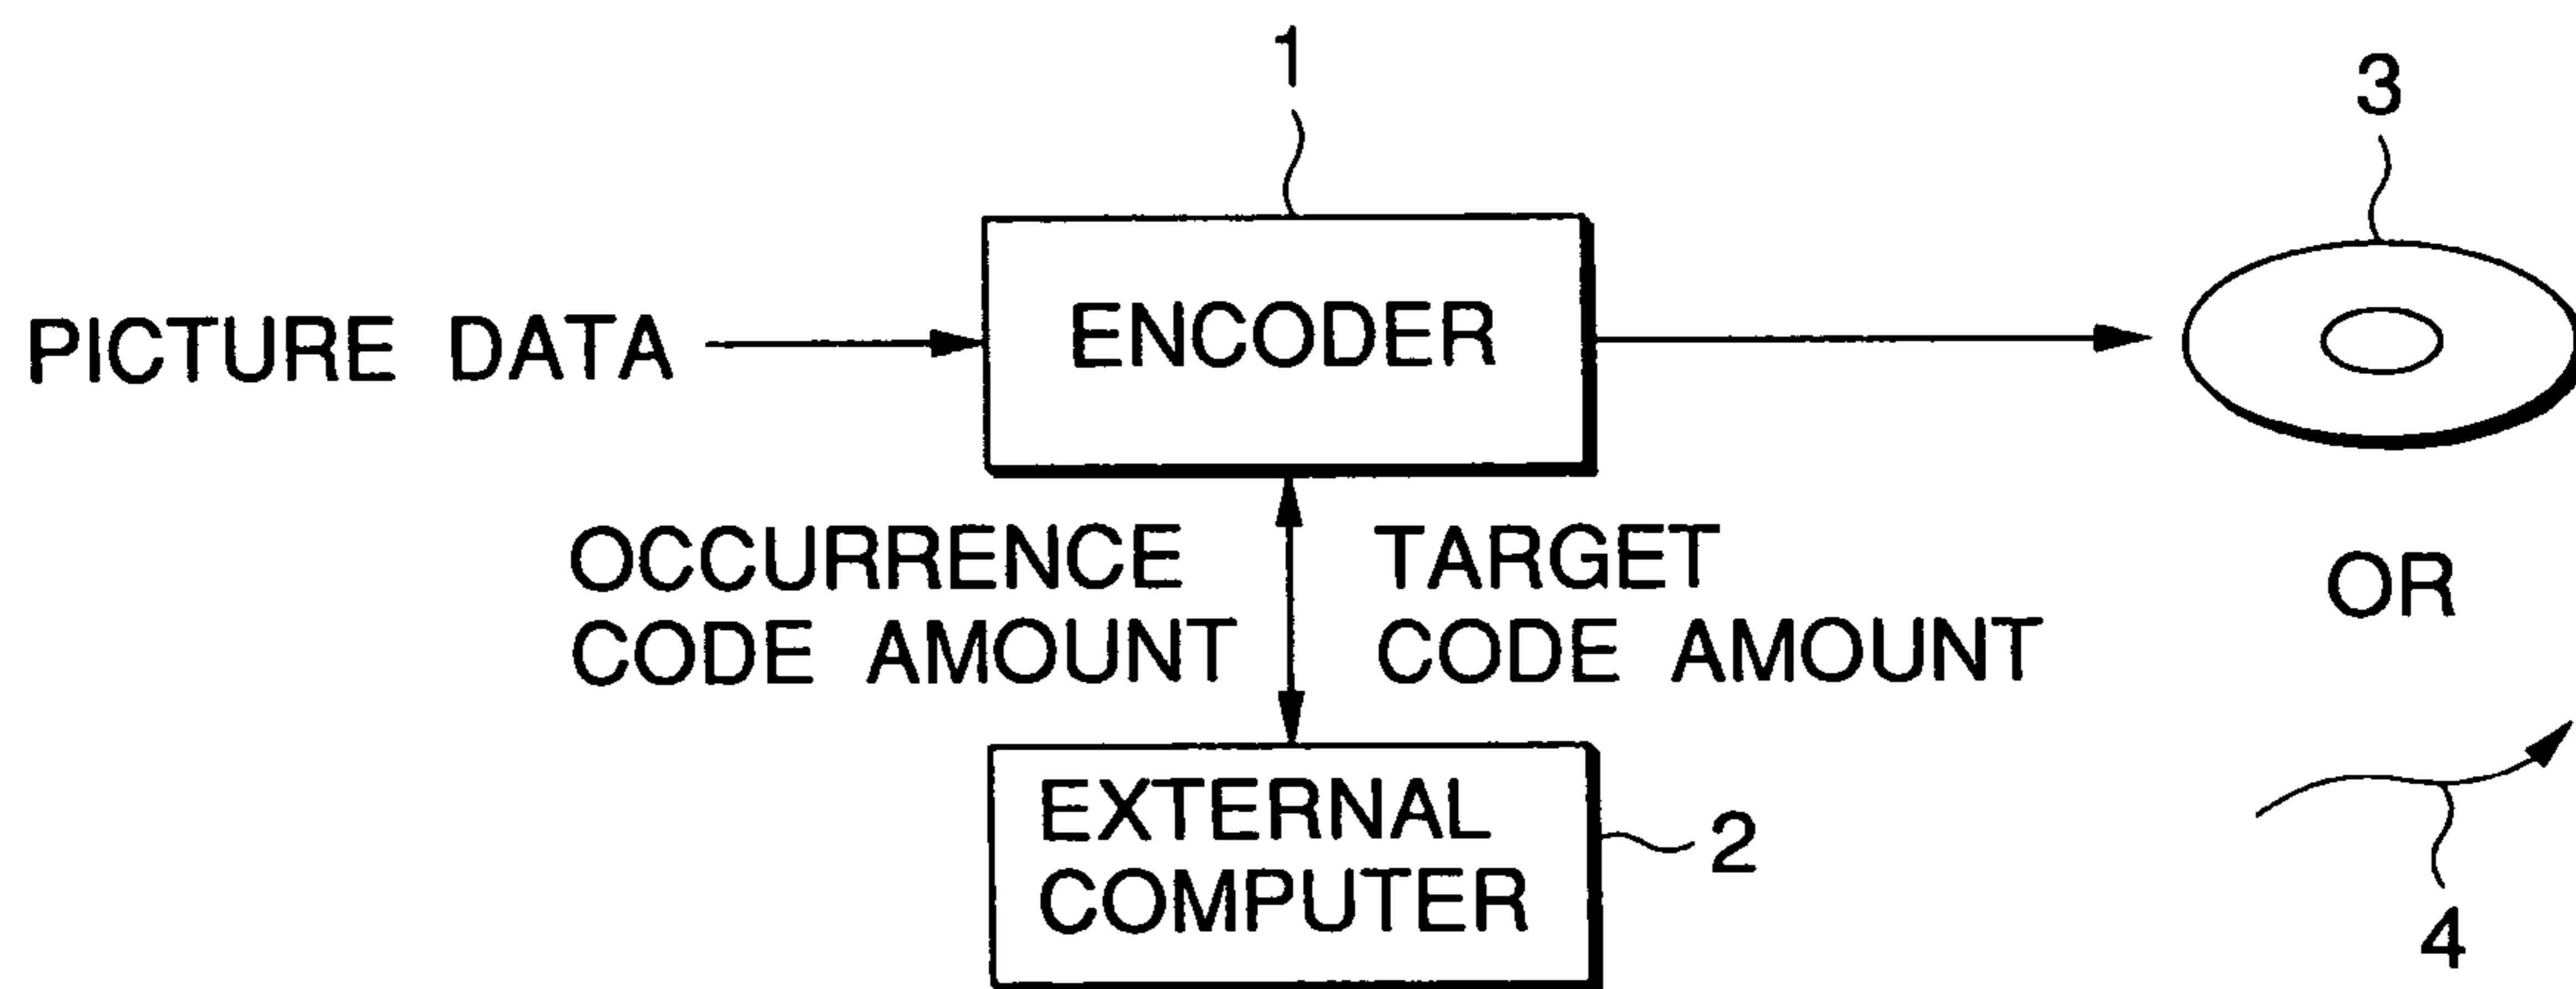 1
3
PICTURE DATA
ENCODER
OCCURRENCE
CODE AMOUNT
TARGET
CODE AMOUNT
OR
EXTERNAL
COMPUTER
2
4